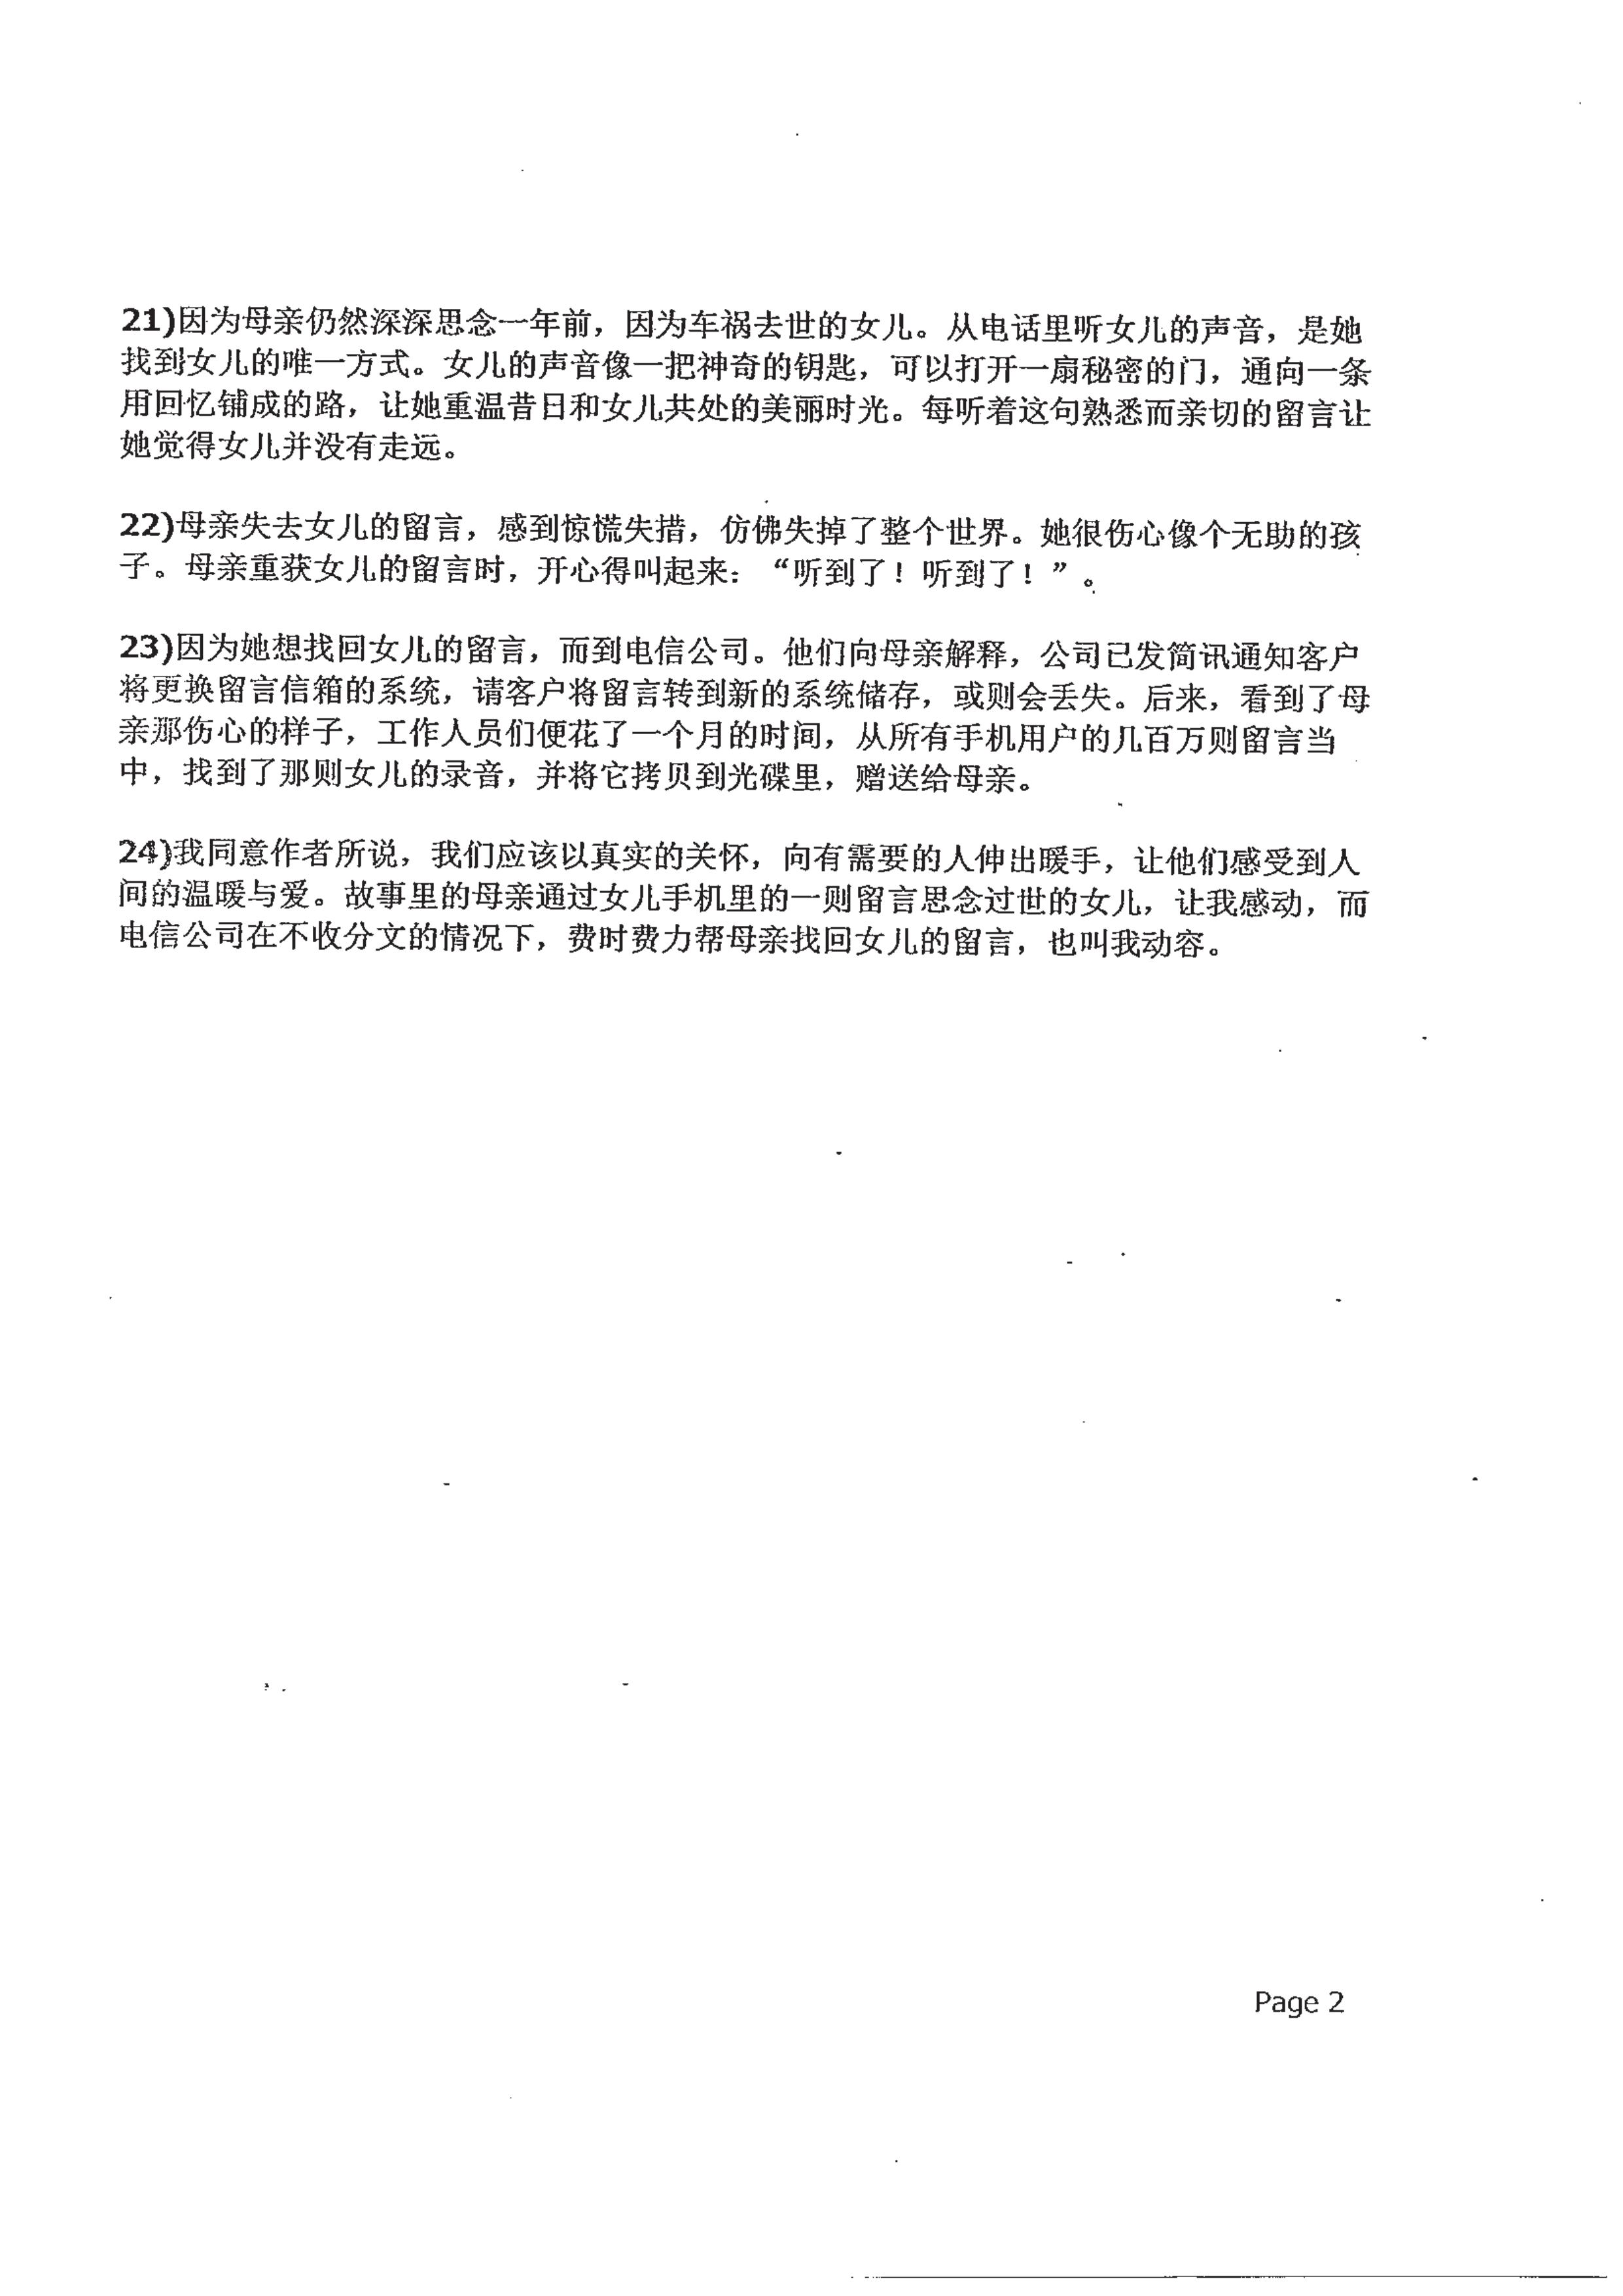 21)因为母亲仍然深深思念一年前，因为车祸去世的女儿。从电话里听女儿的声音，是她
找到女儿的唯一方式。女儿的声音像一把神奇的钥匙，可以打开一扇秘密的门，通向一条
用回忆铺成的路，让她重温昔日和女儿共处的美丽时光。每听着这句熟悉而亲切的留言让
她觉得女儿并没有走远。
22)母亲失去女儿的留言，感到惊慌失措，仿佛失掉了整个世界。她很伤心像个无助的孩
子。母亲重获女儿的留言时，开心得叫起来：“听到了！听到了！”。
23)因为她想找回女儿的留言，而到电信公司。他们向母亲解释，公司已发简讯通知客户
将更换留言信箱的系统，请客户将留言转到新的系统储存，或则会丢失。后来，看到了母
亲那伤心的样子，工作人员们便花了一个月的时间，从所有手机用户的几百万则留言当
中，找到了那则女儿的录音，并将它拷贝到光碟里，赠送给母亲。
24)我同意作者所说，我们应该以真实的关怀，向有需要的人伸出暖手，让他们感受到人
间的温暖与爱。故事里的母亲通过女儿手机里的一则留言思念过世的女儿，让我感动，而
电信公司在不收分文的情况下，费时费力帮母亲找回女儿的留言，也叫我动容。
Page 2